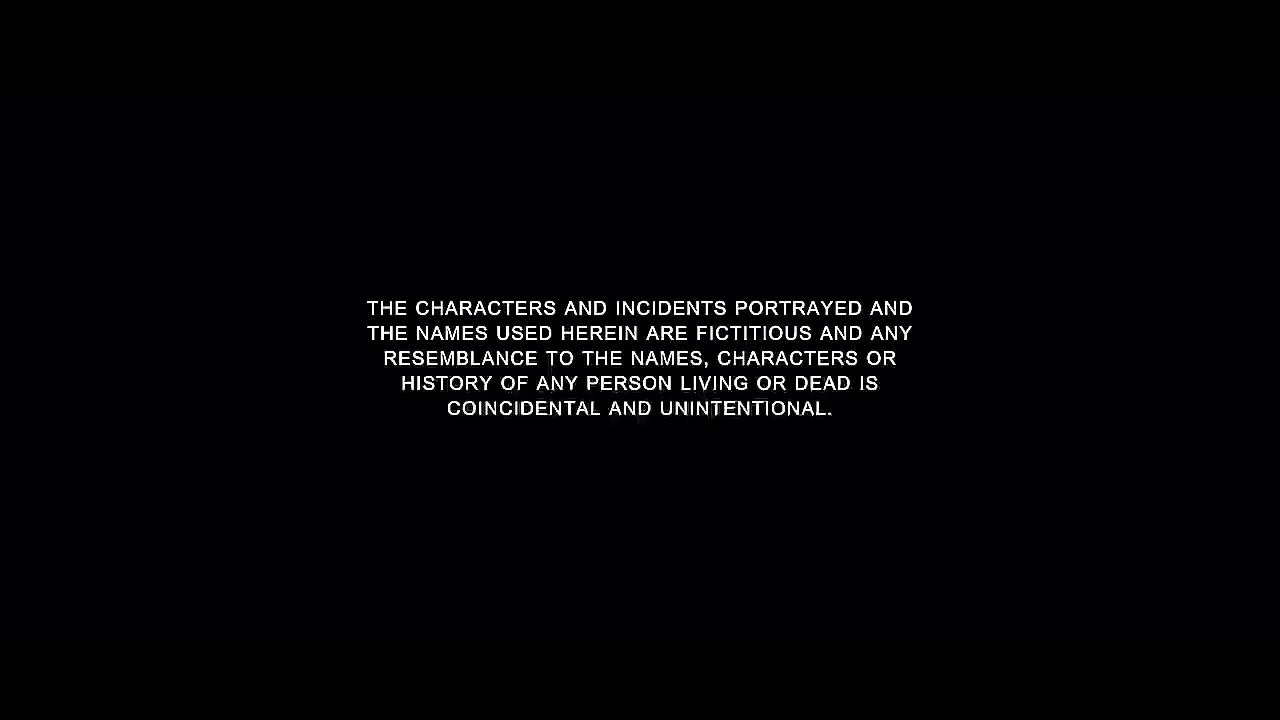 THE CHARACTERS AND INCIDENTS PORTRAYED AND
THE NAMES USED HEREIN ARE FICTITIOUS AND ANY
RESEMBLANCE TO THE NAMES, CHARACTERS OR
HISTORY OF ANY PERSON LIVING OR DEAD IS
COINCIDENTAL AND UNINTENTIONAL.